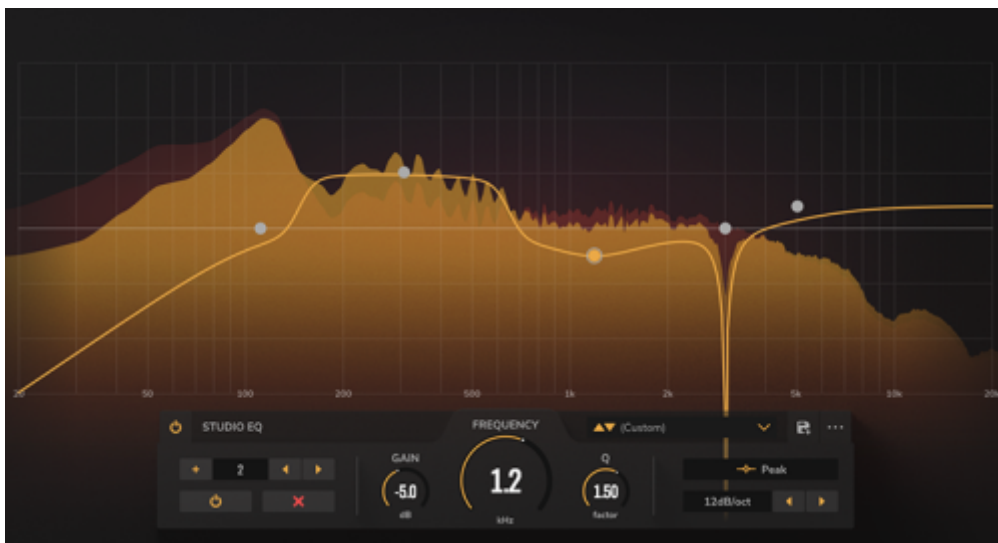 20 50 100 200 500 1k 2k 5k 10k 20k
STUDIO EQ FREQUENCY (Custom) ...
2 GAIN Q Peak
-5.0 1.2 1.50
dB kHz factor 12dB/oct